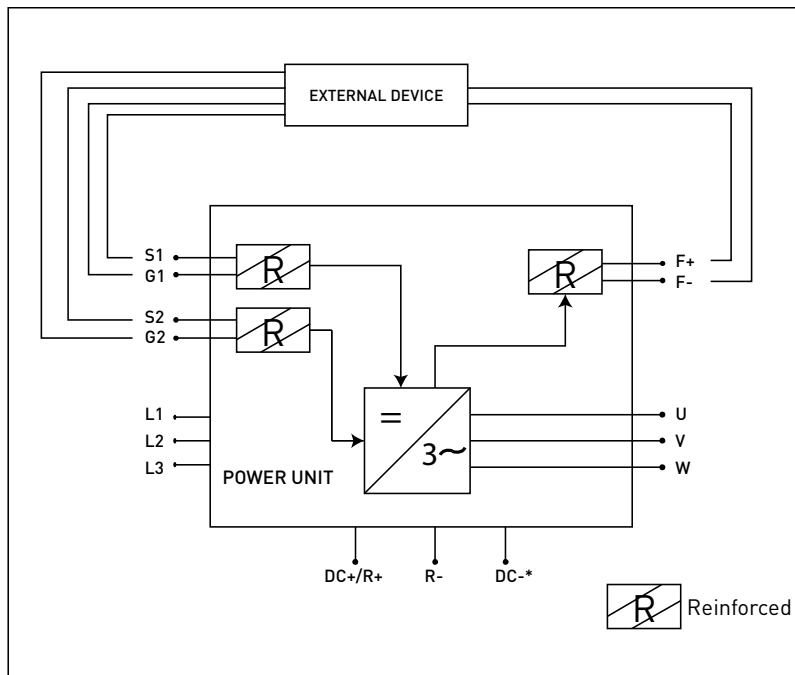 EXTERNAL DEVICE
S1
G1
S2
G2
R
R
R
F+
F-
L1
L2
L3
=
3~
U
V
W
POWER UNIT
DC+/R+
R-
DC-*
R
Reinforced